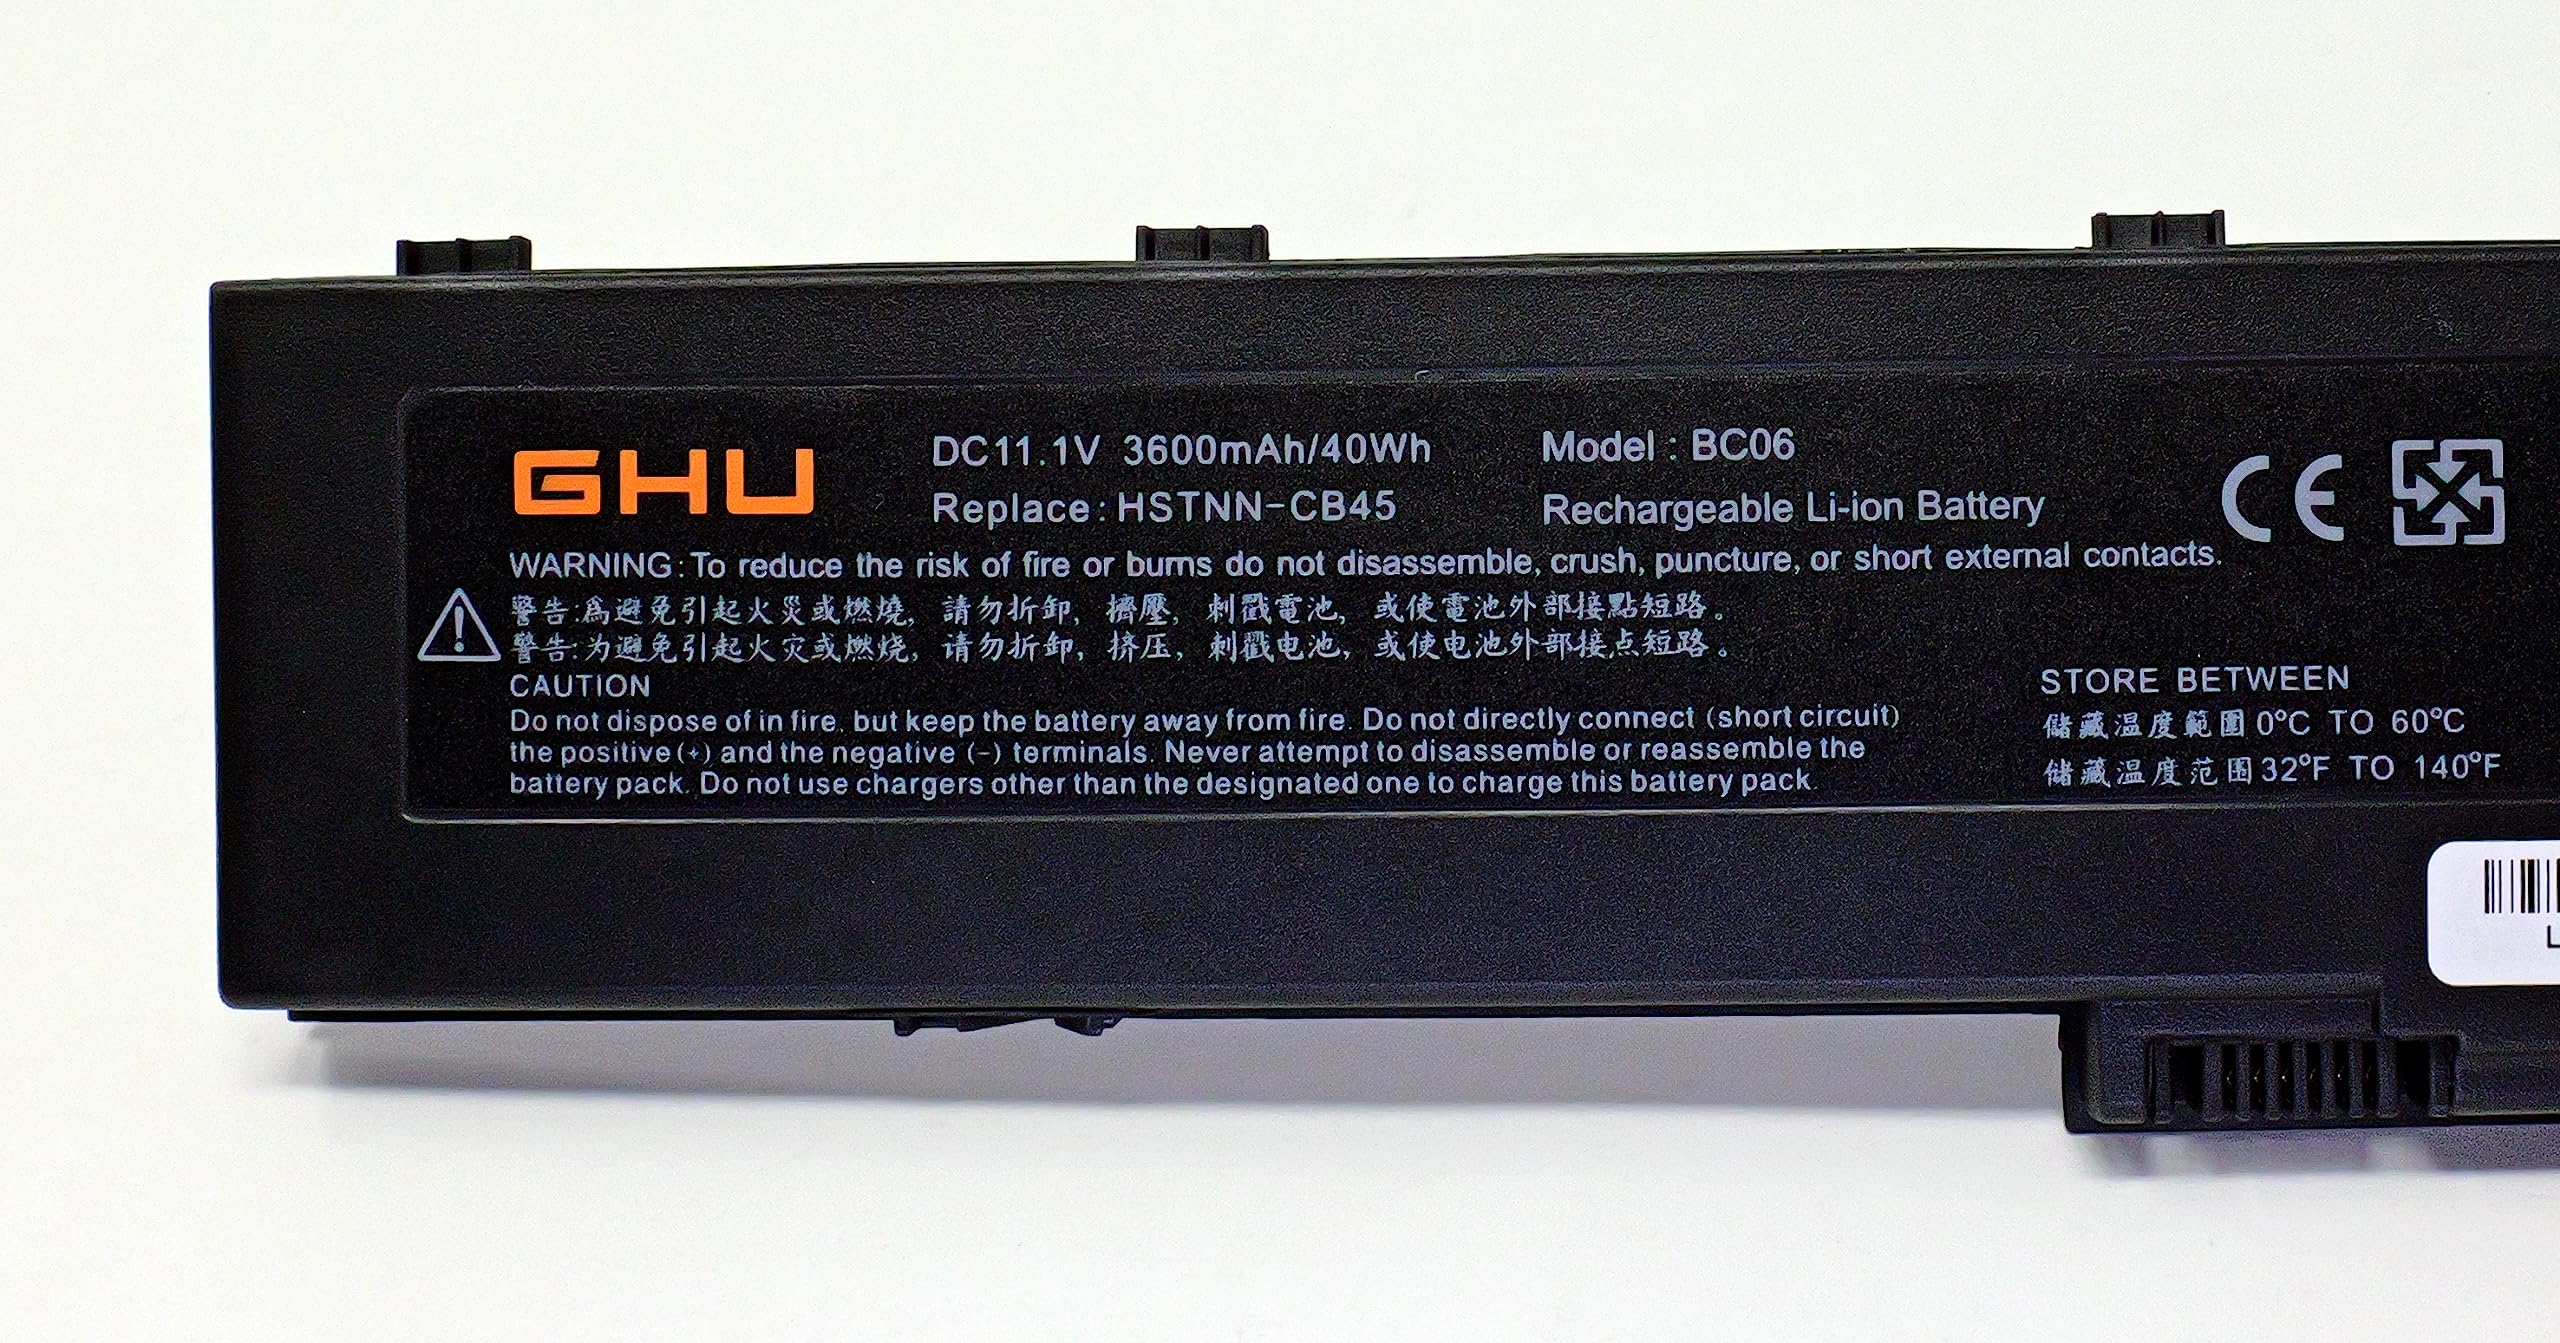 GHU
DC11.1V 3600mAh/40Wh
Replace:HSTNN-CB45
Model : BC06
Rechargeable Li-ion Battery
CE
WARNING:To reduce the risk of fire or burns do not disassemble, crush, puncture, or short external contacts.
警告:為避免引起火災或燃燒, 請勿折卸, 擠壓, 刺戳電池, 或使電池外部接點短路。
警告:为避免引起火灾或燃烧, 请勿折卸, 挤压, 刺戳电池, 或使电池外部接点短路。
CAUTION
Do not dispose of in fire, but keep the battery away from fire. Do not directly connect (short circuit)
the positive (+) and the negative (-) terminals. Never attempt to disassemble or reassemble the
battery pack. Do not use chargers other than the designated one to charge this battery pack.
STORE BETWEEN
儲藏温度範圍0°C TO 60°C
储藏温度范围32°F TO 140°F